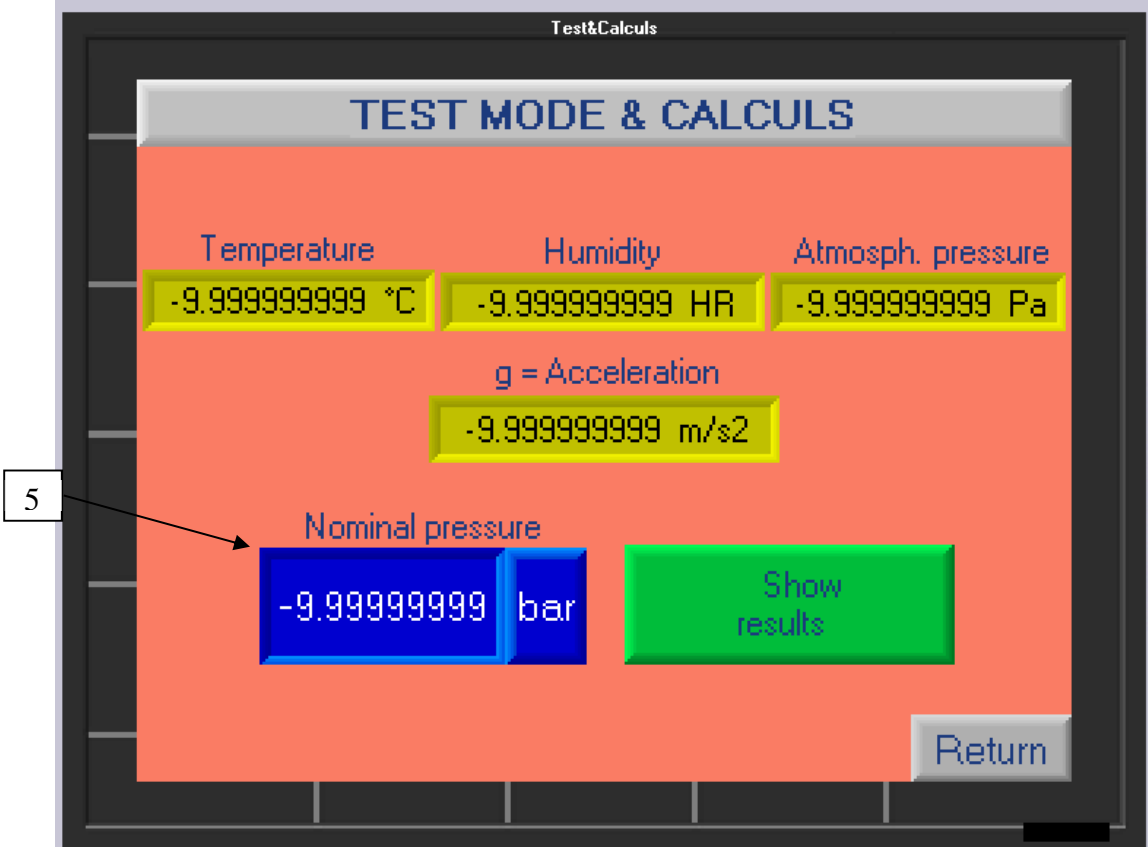 Test&Calculs
TEST MODE & CALCULS
Temperature
Humidity
Atmosph. pressure
-9.999999999 °C
-9.999999999 HR
-9.999999999 Pa
g = Acceleration
-9.999999999 m/s2
5
Nominal pressure
-9.99999999 bar
Show
results
Return